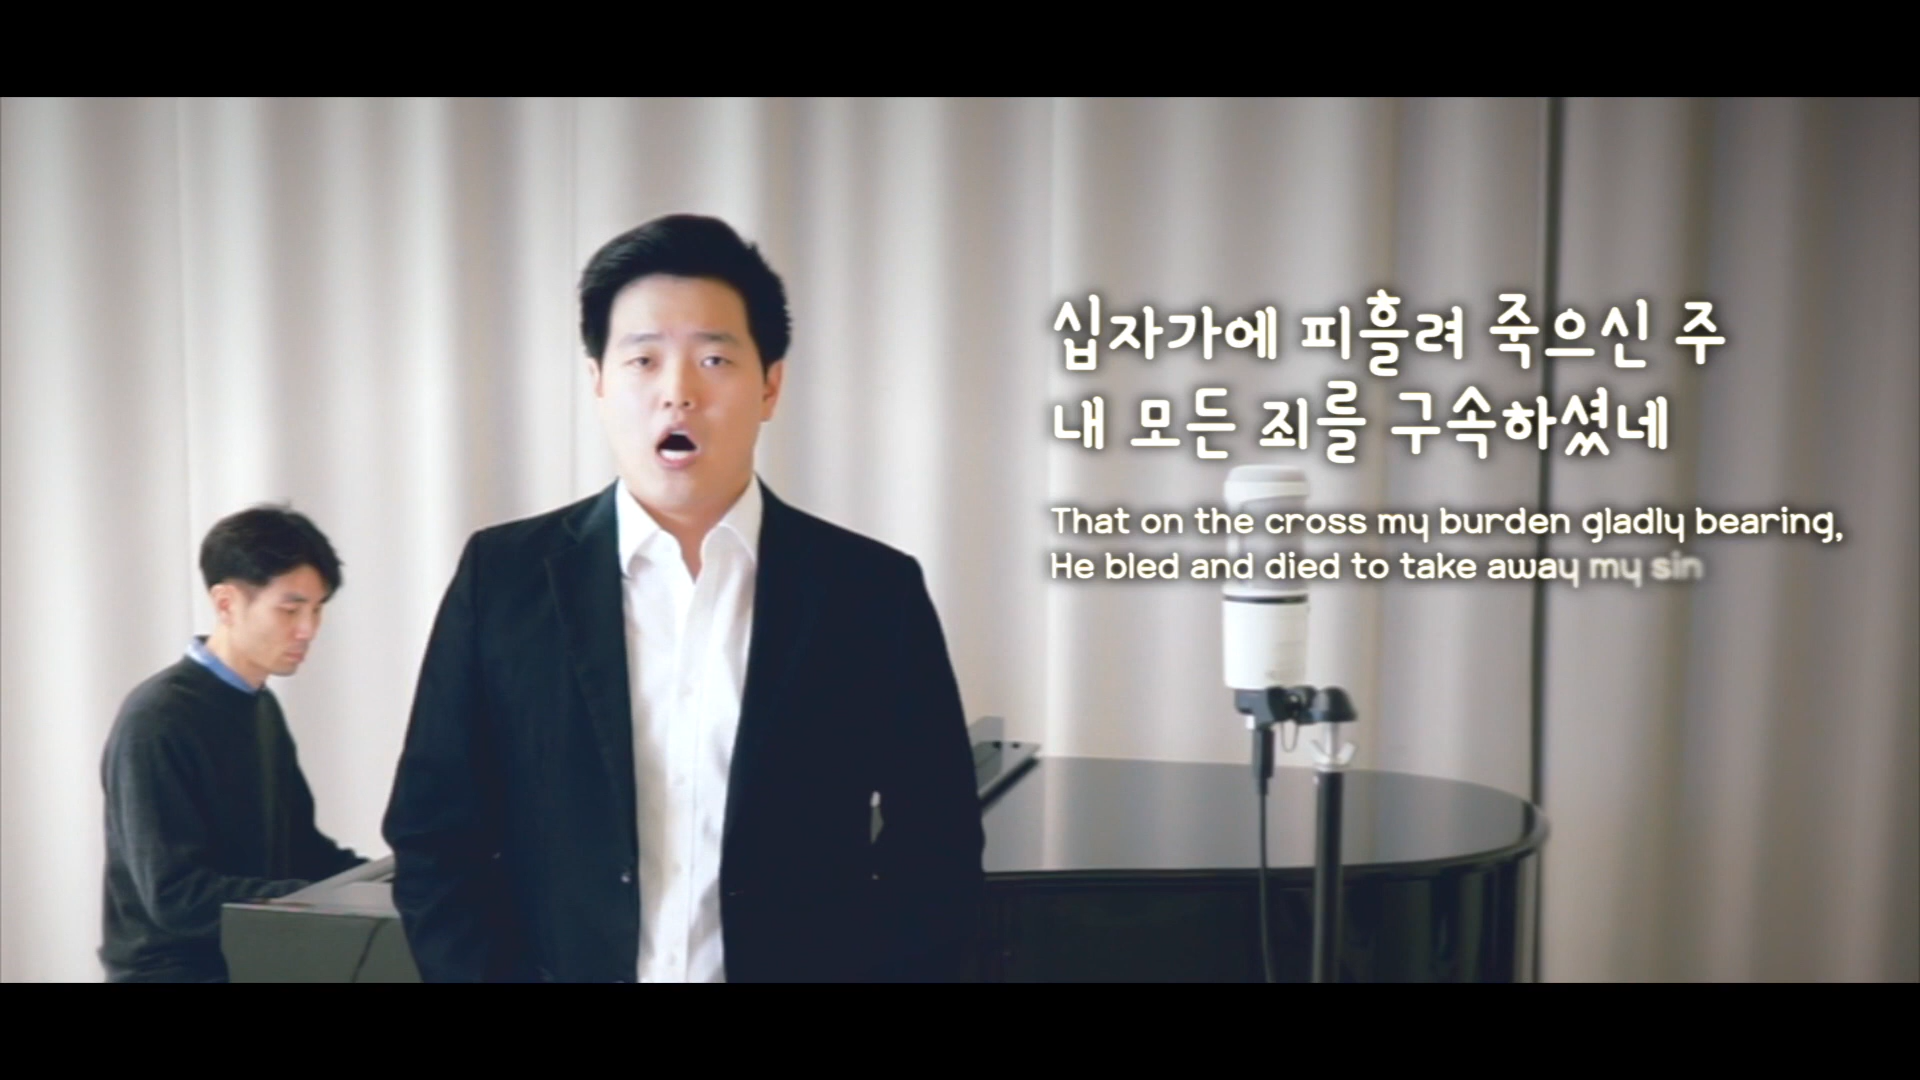 십자가에 피흘려 죽으신 주
내 모든 죄를 구속하셨네
That on the cross my burden gladly bearing,
He bled and died to take away my sin